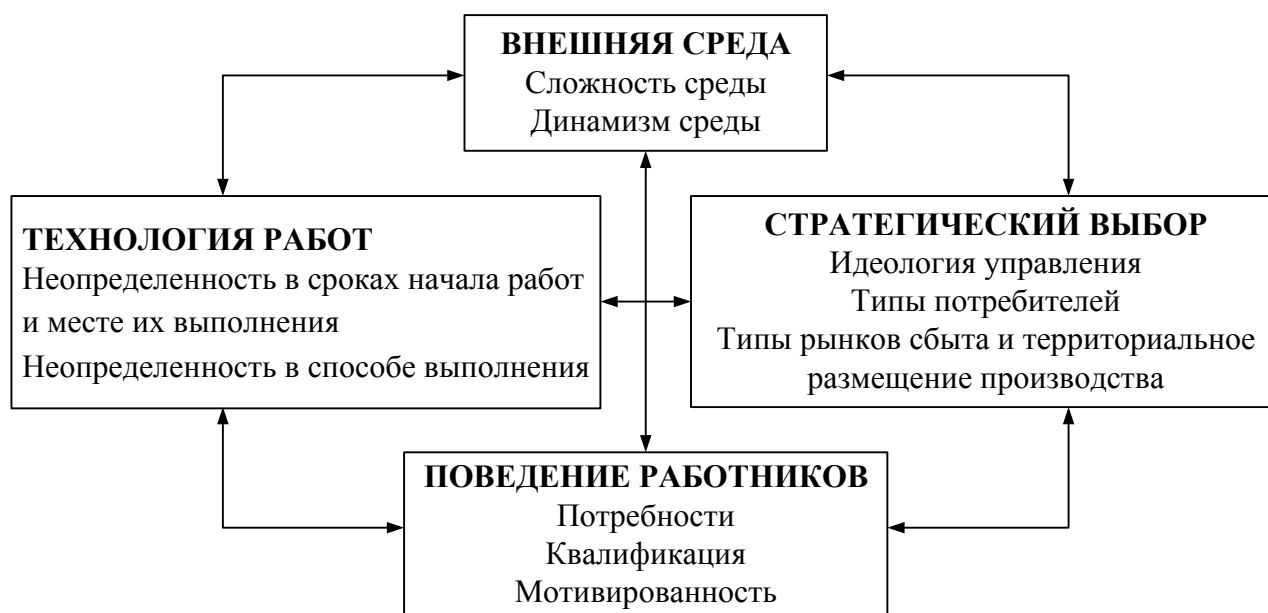 ВНЕШНЯЯ СРЕДА
Сложность среды
Динамизм среды
ТЕХНОЛОГИЯ РАБОТ
Неопределенность в сроках начала работ
и месте их выполнения
Неопределенность в способе выполнения
СТРАТЕГИЧЕСКИЙ ВЫБОР
Идеология управления
Типы потребителей
Типы рынков сбыта и территориальное
размещение производства
ПОВЕДЕНИЕ РАБОТНИКОВ
Потребности
Квалификация
Мотивированность